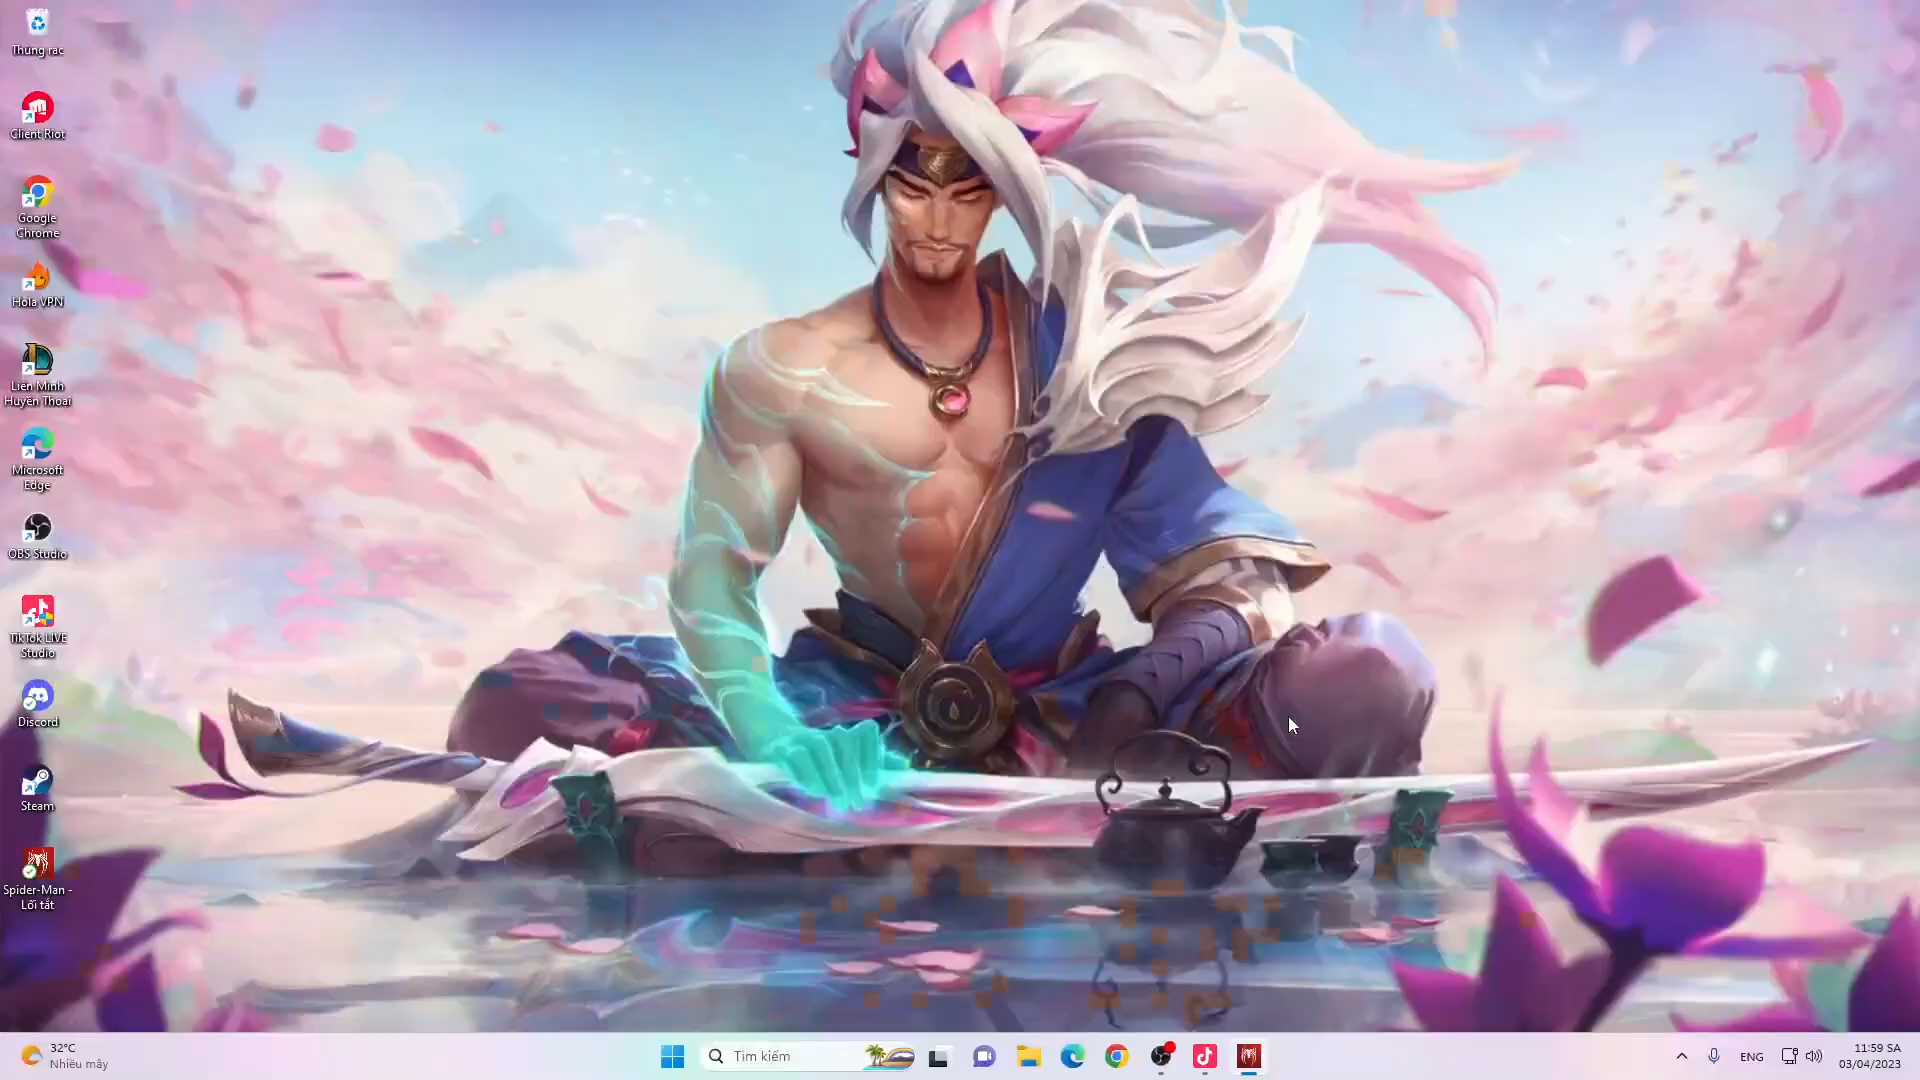 Thùng rác
Client Riot
Google
Chrome
Hola VPN
Liên Minh
Huyền Thoại
Microsoft
Edge
OBS Studio
TikTok LIVE
Studio
Discord
Steam
Spider-Man -
Lối tắt
32°C
Nhiều mây
Tìm kiếm
ENG
11:59 SA
03/04/2023